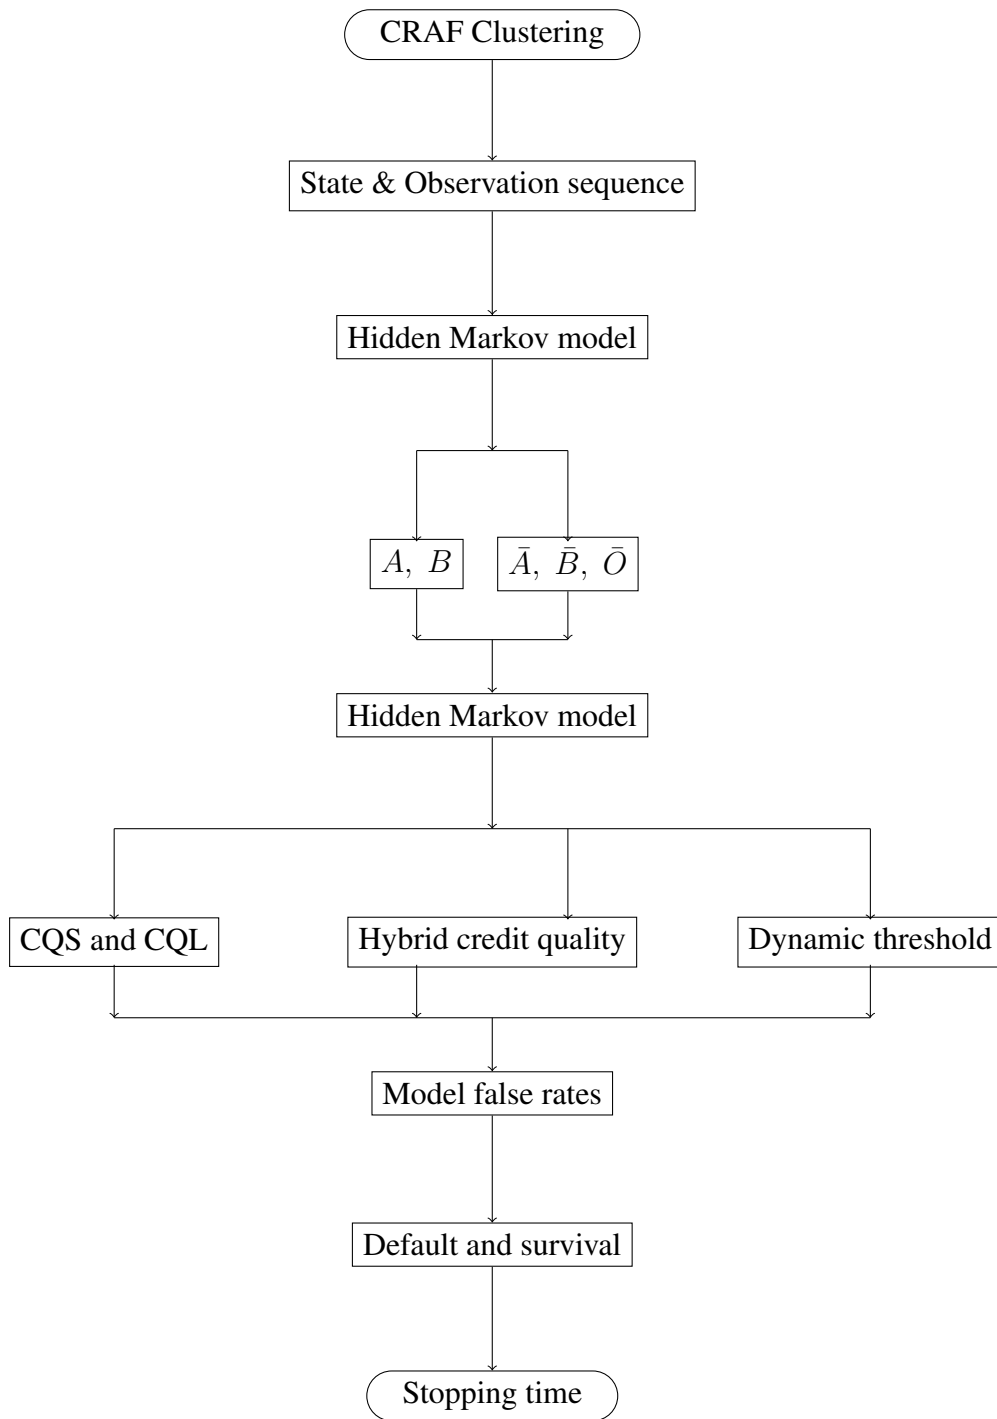 CRAF Clustering
State & Observation sequence
Hidden Markov model
A, B
Ā, B̄, Ō
Hidden Markov model
CQS and CQL
Hybrid credit quality
Dynamic threshold
Model false rates
Default and survival
Stopping time